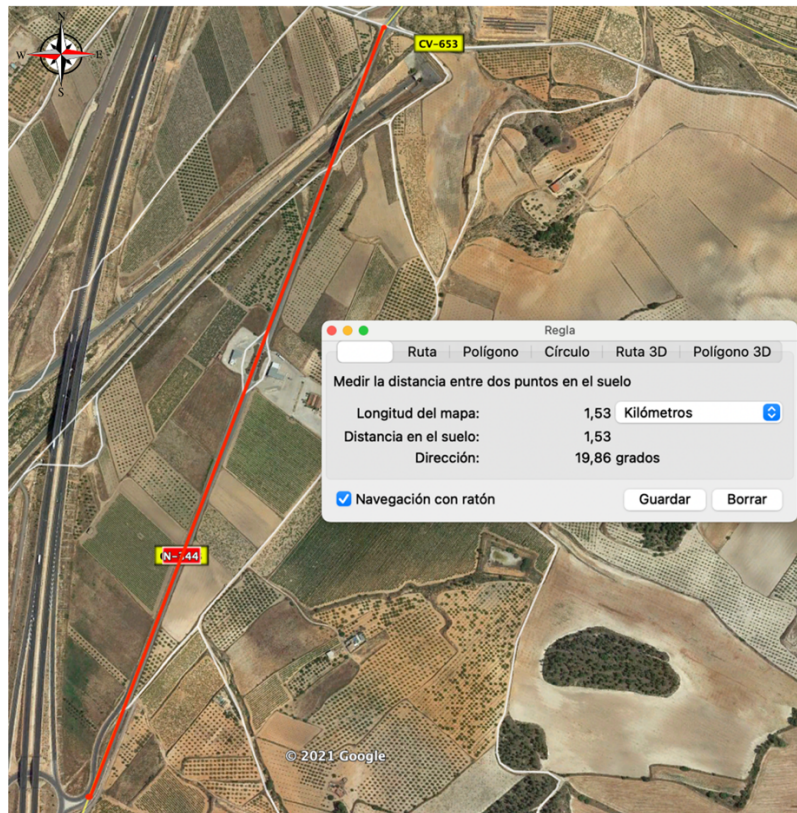 N
W E
S
CV-653
Regla
Ruta Polígono Círculo Ruta 3D Polígono 3D
Medir la distancia entre dos puntos en el suelo
Longitud del mapa: 1,53 Kilómetros
Distancia en el suelo: 1,53
Dirección: 19,86 grados
Navegación con ratón Guardar Borrar
© 2021 Google